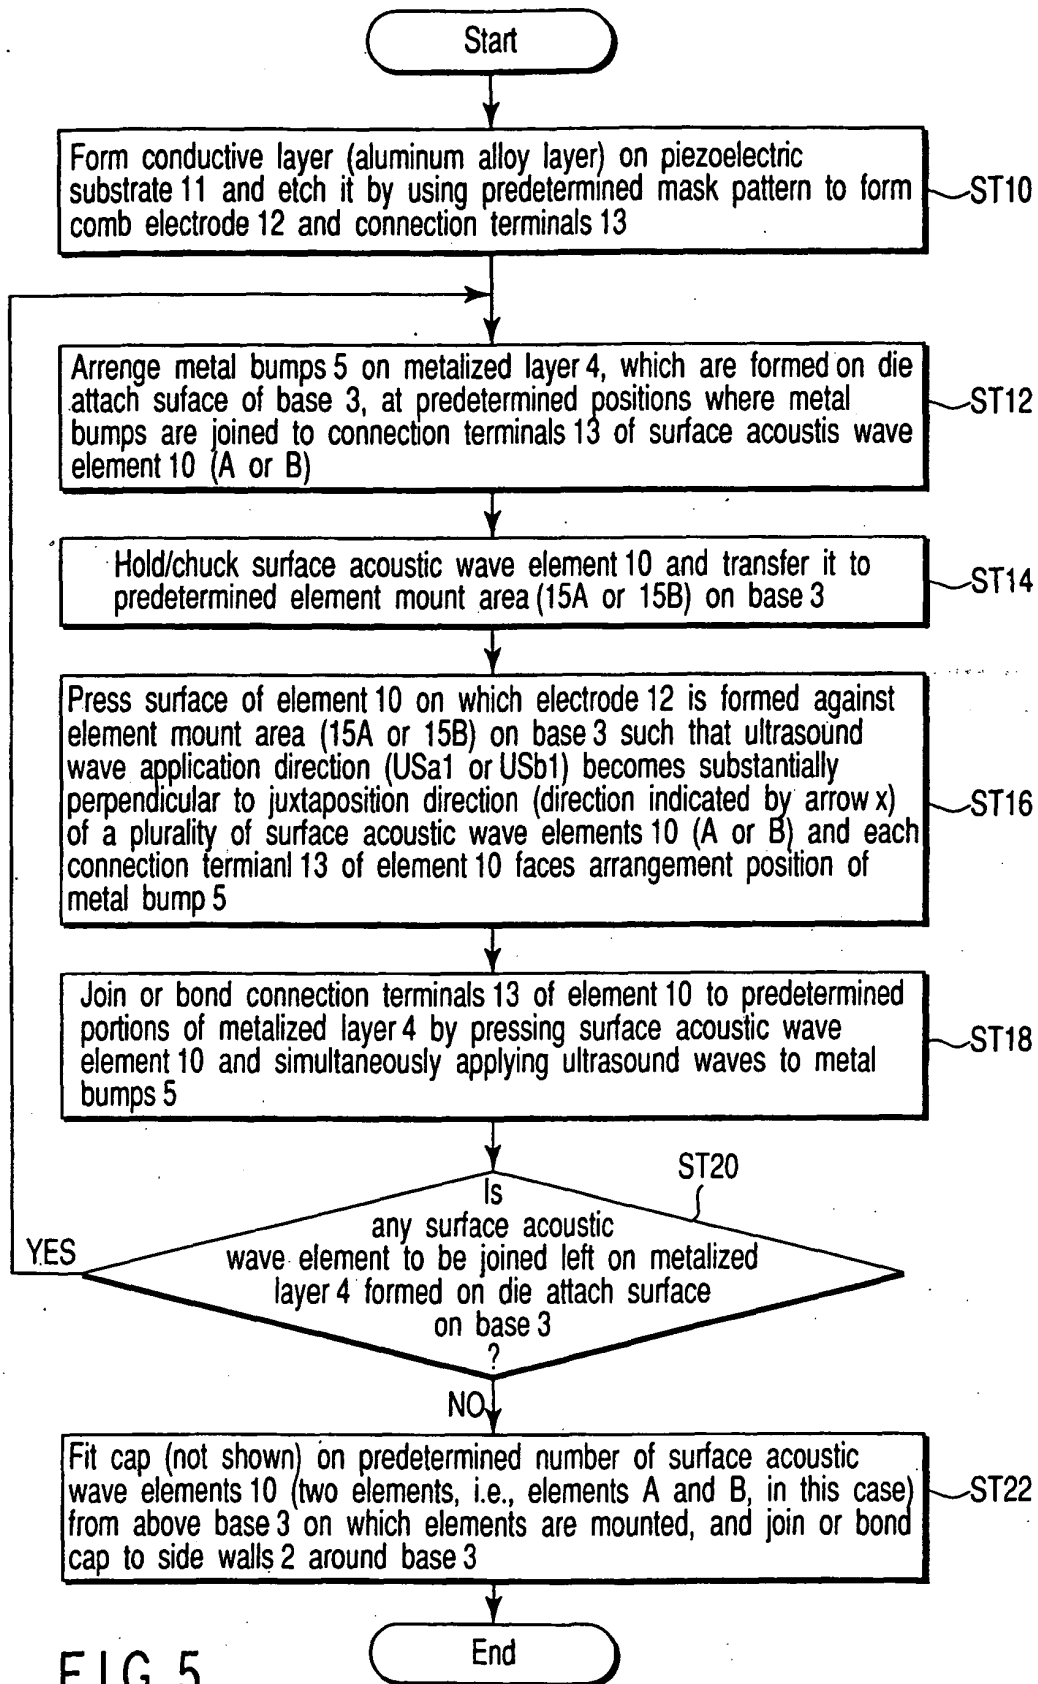 Start
Form conductive layer (aluminum alloy layer) on piezoelectric
substrate 11 and etch it by using predetermined mask pattern to form
comb electrode 12 and connection terminals 13
ST10
Arrenge metal bumps 5 on metalized layer 4, which are formed on die
attach suface of base 3, at predetermined positions where metal
bumps are joined to connection terminals 13 of surface acoustis wave
element 10 (A or B)
ST12
Hold/chuck surface acoustic wave element 10 and transfer it to
predetermined element mount area (15A or 15B) on base 3
ST14
Press surface of element 10 on which electrode 12 is formed against
element mount area (15A or 15B) on base 3 such that ultrasound
wave application direction (USa1 or USb1) becomes substantially
perpendicular to juxtaposition direction (direction indicated by arrow x)
of a plurality of surface acoustic wave elements 10 (A or B) and each
connection termianl 13 of element 10 faces arrangement position of
metal bump 5
ST16
Join or bond connection terminals 13 of element 10 to predetermined
portions of metalized layer 4 by pressing surface acoustic wave
element 10 and simultaneously applying ultrasound waves to metal
bumps 5
ST18
ST20
Is
any surface acoustic
wave element to be joined left on metalized
layer 4 formed on die attach surface
on base 3
?
YES
NO
Fit cap (not shown) on predetermined number of surface acoustic
wave elements 10 (two elements, i.e., elements A and B, in this case)
from above base 3 on which elements are mounted, and join or bond
cap to side walls 2 around base 3
ST22
End
FIG. 5